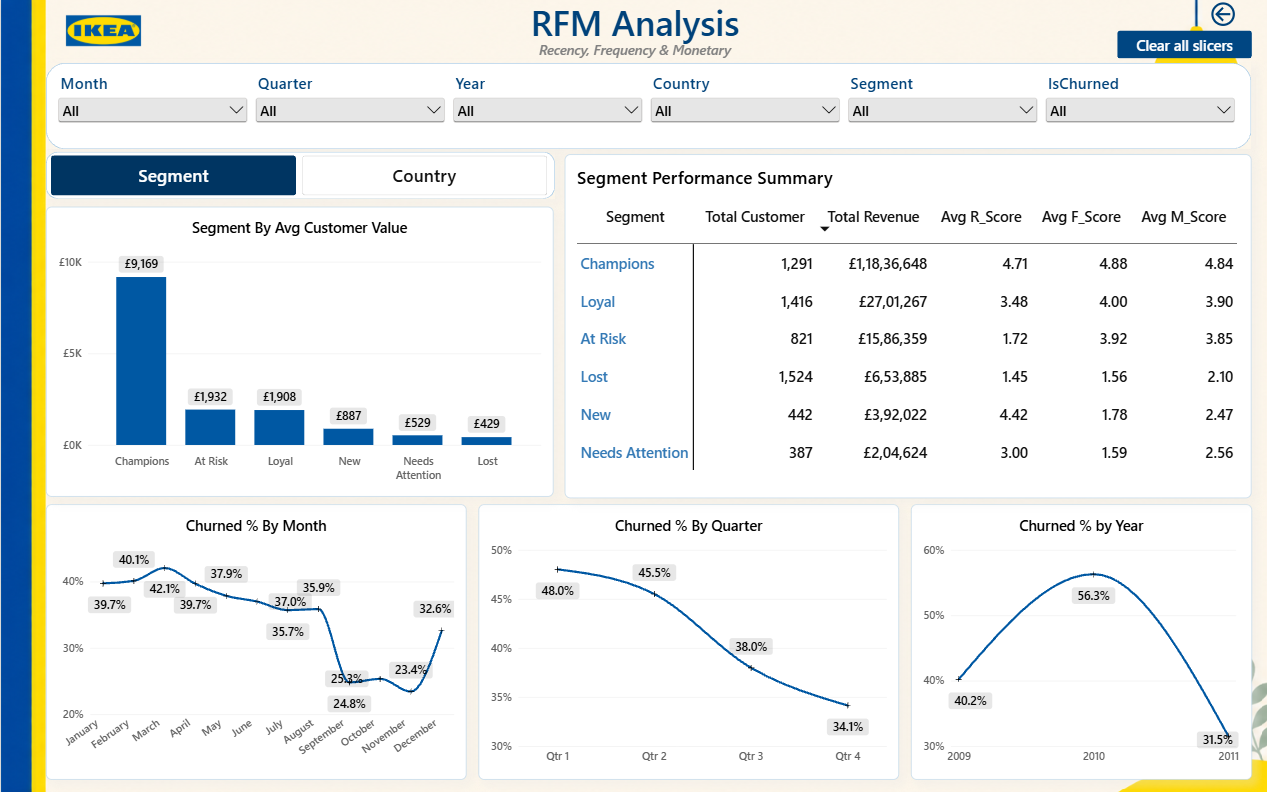 IKEA
RFM Analysis
Recency, Frequency & Monetary
Clear all slicers
Month Quarter Year Country Segment IsChurned
All All All All All All
Segment Country
Segment By Avg Customer Value
£10K
£5K
£0K
£9,169
£1,932
£1,908
£887
£529
£429
Champions At Risk Loyal New Needs Attention Lost
Segment Performance Summary
Segment Total Customer Total Revenue Avg R_Score Avg F_Score Avg M_Score
Champions 1,291 £1,18,36,648 4.71 4.88 4.84
Loyal 1,416 £27,01,267 3.48 4.00 3.90
At Risk 821 £15,86,359 1.72 3.92 3.85
Lost 1,524 £6,53,885 1.45 1.56 2.10
New 442 £3,92,022 4.42 1.78 2.47
Needs Attention 387 £2,04,624 3.00 1.59 2.56
Churned % By Month
40%
30%
20%
39.7%
40.1%
42.1%
39.7%
37.9%
37.0%
35.7%
35.9%
24.8%
25.3%
23.4%
32.6%
January February March April May June July August September October November December
Churned % By Quarter
50%
45%
40%
35%
30%
48.0%
45.5%
38.0%
34.1%
Qtr 1 Qtr 2 Qtr 3 Qtr 4
Churned % by Year
60%
50%
40%
30%
40.2%
56.3%
31.5%
2009 2010 2011